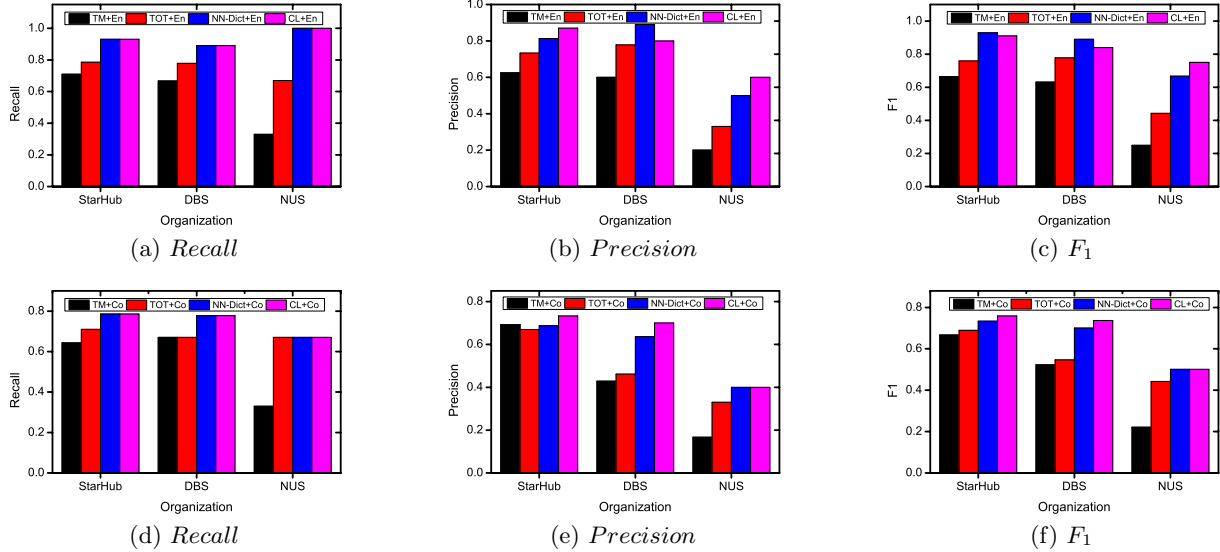 TM+En TOT+En NN-Dict+En CL+En
1.0
0.8
0.6
0.4
0.2
0.0
Recall
StarHub DBS NUS
Organization
(a) Recall
TM+En TOT+En NN-Dict+En CL+En
1.0
0.8
0.6
0.4
0.2
0.0
Precision
StarHub DBS NUS
Organization
(b) Precision
TM+En TOT+En NN-Dict+En CL+En
1.0
0.8
0.6
0.4
0.2
0.0
F1
StarHub DBS NUS
Organization
(c) F1
TM+Co TOT+Co NN-Dict+Co CL+Co
0.8
0.6
0.4
0.2
0.0
Recall
StarHub DBS NUS
Organization
(d) Recall
TM+Co TOT+Co NN-Dict+Co CL+Co
0.8
0.6
0.4
0.2
0.0
Precision
StarHub DBS NUS
Organization
(e) Precision
TM+Co TOT+Co NN-Dict+Co CL+Co
0.8
0.6
0.4
0.2
0.0
F1
StarHub DBS NUS
Organization
(f) F1